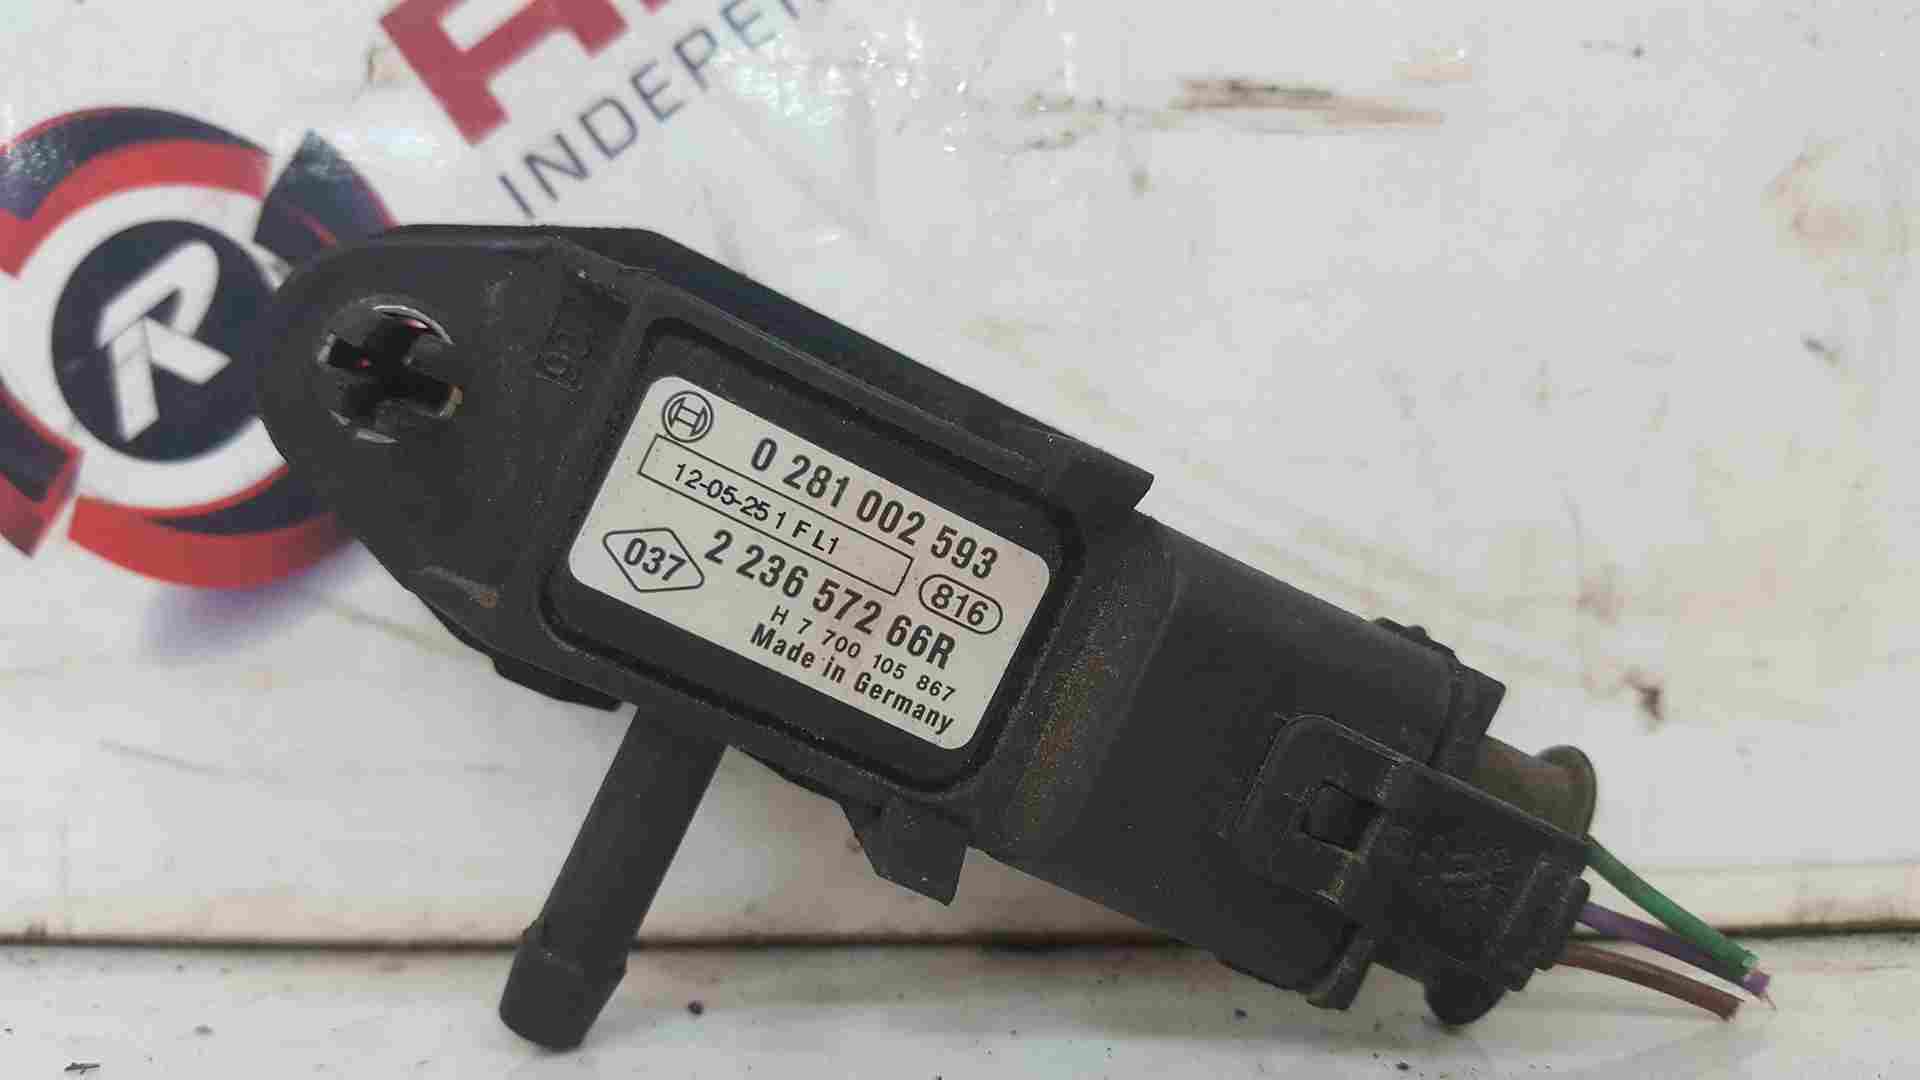 INDEPEN
R
0 281 002 593
12-05-25 1 F L1
816
037
2 236 572 66R
H 7 700 105 867
Made in Germany